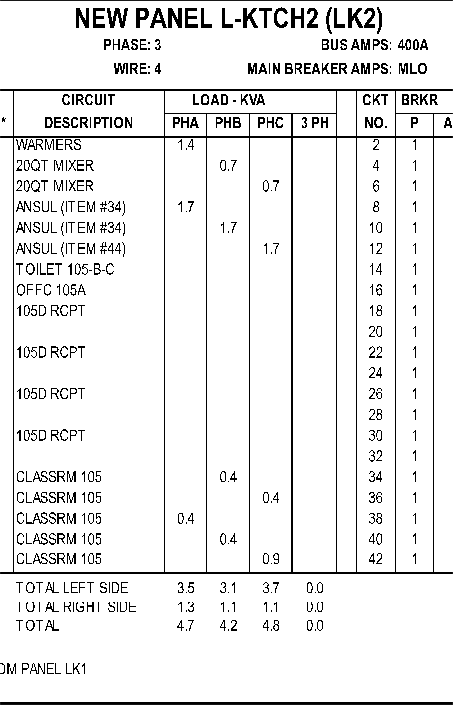 NEW PANEL L-KTCH2 (LK2)
PHASE: 3 BUS AMPS: 400A
WIRE: 4 MAIN BREAKER AMPS: MLO
CIRCUIT LOAD - KVA CKT BRKR
* DESCRIPTION PHA PHB PHC 3 PH NO. P A
WARMERS 1.4 2 1
20QT MIXER 0.7 4 1
20QT MIXER 0.7 6 1
ANSUL (ITEM #34) 1.7 8 1
ANSUL (ITEM #34) 1.7 10 1
ANSUL (ITEM #44) 1.7 12 1
TOILET 105-B-C 14 1
OFFC 105A 16 1
105D RCPT 18 1
20 1
105D RCPT 22 1
24 1
105D RCPT 26 1
28 1
105D RCPT 30 1
32 1
CLASSRM 105 0.4 34 1
CLASSRM 105 0.4 36 1
CLASSRM 105 0.4 38 1
CLASSRM 105 0.4 40 1
CLASSRM 105 0.9 42 1
TOTAL LEFT SIDE 3.5 3.1 3.7 0.0
TOTAL RIGHT SIDE 1.3 1.1 1.1 0.0
TOTAL 4.7 4.2 4.8 0.0
OM PANEL LK1